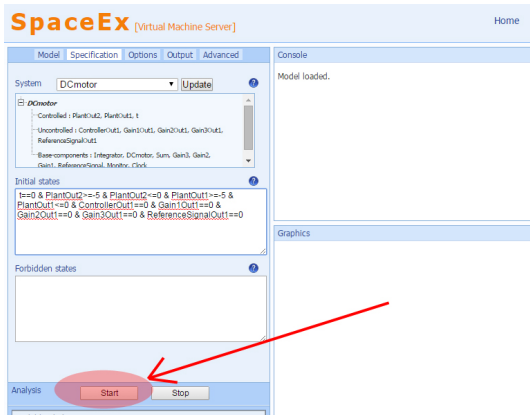 SpaceEx [Virtual Machine Server]
Home
Model Specification Options Output Advanced
Console
System DCmotor Update
Model loaded.
DCmotor
Controlled : PlantOut2, PlantOut1, t
Uncontrolled : ControllerOut1, Gain1Out1, Gain2Out1, Gain3Out1,
ReferenceSignalOut1
Base-components : Integrator, DCmotor, Sum, Gain3, Gain2,
Gain1, ReferenceSignal, Monitor, Clock
Initial states
t==0 & PlantOut2>=-5 & PlantOut2<=0 & PlantOut1>=-5 &
PlantOut1<=0 & ControllerOut1==0 & Gain1Out1==0 &
Gain2Out1==0 & Gain3Out1==0 & ReferenceSignalOut1==0
Graphics
Forbidden states
Analysis Start Stop